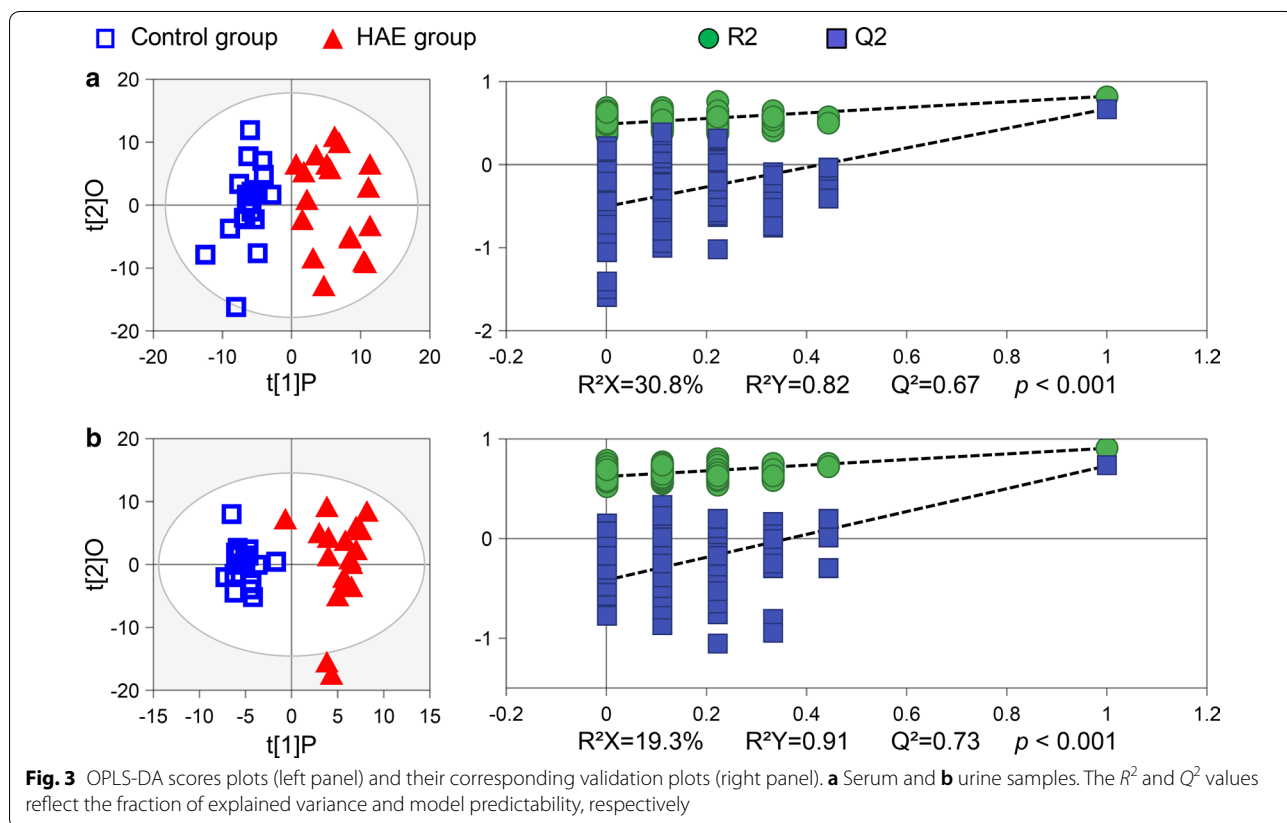 Control group HAE group R2 Q2
a
20
10
0
-10
-20
t[2]O
-20 -10 0 10 20
t[1]P
1
0
-1
-2
-0.2 0 0.2 0.4 0.6 0.8 1 1.2
R²X=30.8% R²Y=0.82 Q²=0.67 p < 0.001
b
20
10
0
-10
-20
t[2]O
-15 -10 -5 0 5 10 15
t[1]P
1
0
-1
-0.2 0 0.2 0.4 0.6 0.8 1 1.2
R²X=19.3% R²Y=0.91 Q²=0.73 p < 0.001
Fig. 3 OPLS-DA scores plots (left panel) and their corresponding validation plots (right panel). a Serum and b urine samples. The R² and Q² values
reflect the fraction of explained variance and model predictability, respectively